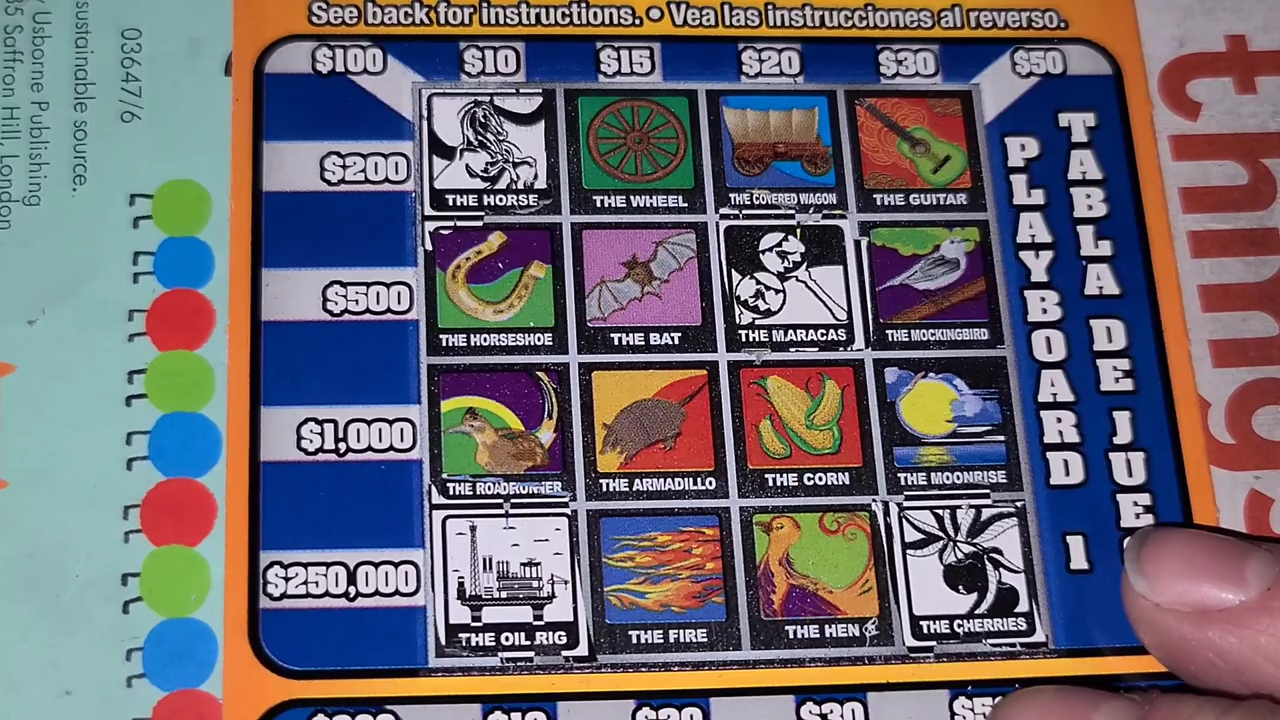 See back for instructions. • Vea las instrucciones al reverso.
$100 $10 $15 $20 $30 $50
$200
THE HORSE THE WHEEL THE COVERED WAGON THE GUITAR
$500
THE HORSESHOE THE BAT THE MARACAS THE MOCKINGBIRD
$1,000
THE ROADRUNNER THE ARMADILLO THE CORN THE MOONRISE
$250,000
THE OIL RIG THE FIRE THE HEN THE CHERRIES
PLAYBOARD 1
TABLA DE JUE
$10 $20 $30
03647/6
sustainable source.
Usborne Publishing
35 Saffron Hill, London
things